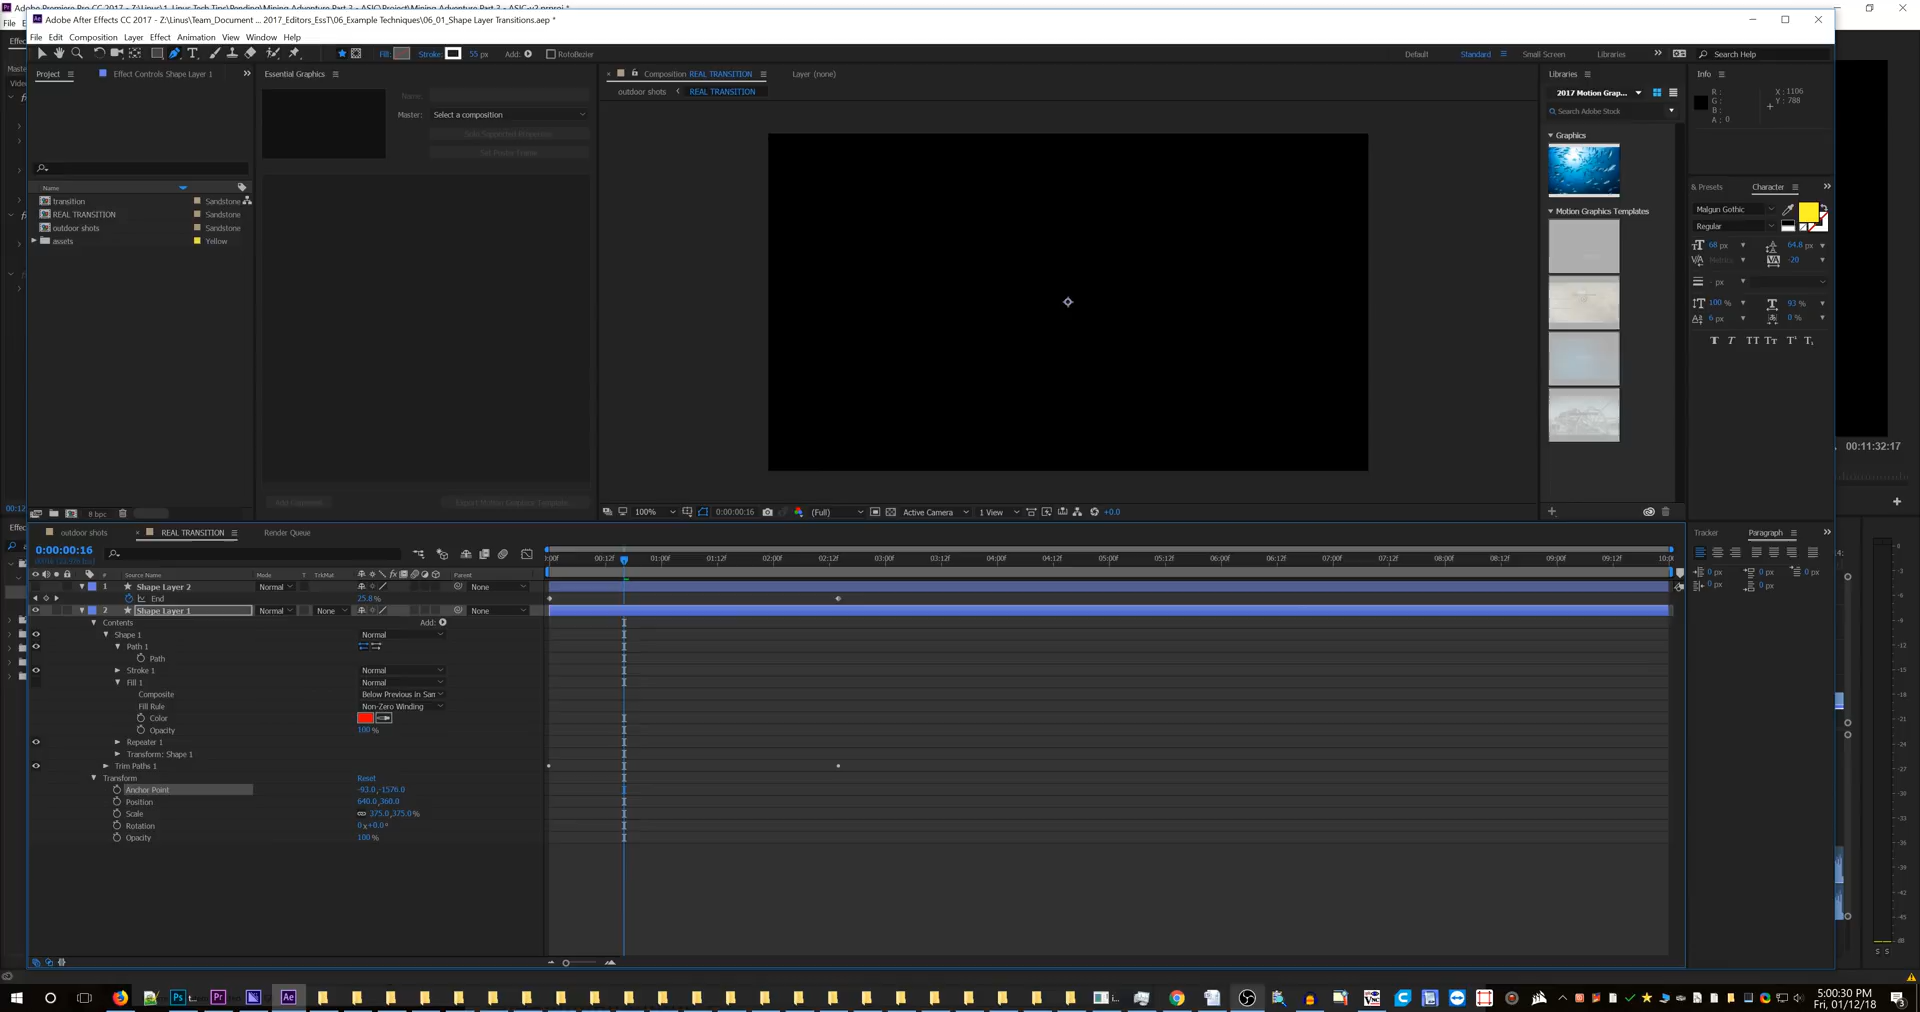 Adobe Premiere Pro CC 2017 - Z:\Linus\1. Linus Tech Tips\Pending\Mining Adventure Part 3 - ASIC\Project\Mining Adventure Part 3 - ASIC-v2.prproj *
Adobe After Effects CC 2017 - Z:\Linus\Team_Document ... 2017_Editors_EssT\06_Example Techniques\06_01_Shape Layer Transitions.aep *
File Edit Composition Layer Effect Animation View Window Help
Fill: Stroke: 55 px Add: RotoBezier
Default Standard Small Screen Libraries Search Help
Project Effect Controls Shape Layer 1
Essential Graphics
Composition REAL TRANSITION Layer (none)
outdoor shots REAL TRANSITION
Name:
Master: Select a composition
Solo Supported Properties
Set Poster Frame
Name
transition Sandstone
REAL TRANSITION Sandstone
outdoor shots Sandstone
assets Yellow
8 bpc
Add Comment Export Motion Graphics Template...
100% 0:00:00:16 (Full) Active Camera 1 View +0.0
Libraries
2017 Motion Grap...
Search Adobe Stock
Graphics
Motion Graphics Templates
Info
R: X: 1106
G: Y: 788
B:
A: 0
& Presets Character
Malgun Gothic
Regular
68 px 64.8 px
Metrics -20
- px
100 % 93 %
6 px 0 %
00:11:32:17
Tracker Paragraph
0 px 0 px 0 px
0 px 0 px
outdoor shots REAL TRANSITION Render Queue
0:00:00:16
:00f 00:12f 01:00f 01:12f 02:00f 02:12f 03:00f 03:12f 04:00f 04:12f 05:00f 05:12f 06:00f 06:12f 07:00f 07:12f 08:00f 08:12f 09:00f 09:12f 10:0
# Source Name Mode T TrkMat Parent
1 Shape Layer 2 Normal None
End 25.8 %
2 Shape Layer 1 Normal None None
Contents Add:
Shape 1 Normal
Path 1
Path
Stroke 1 Normal
Fill 1 Normal
Composite Below Previous in Sam
Fill Rule Non-Zero Winding
Color
Opacity 100 %
Repeater 1
Transform: Shape 1
Trim Paths 1
Transform Reset
Anchor Point -93.0,-1576.0
Position 640.0,360.0
Scale 375.0,375.0 %
Rotation 0 x+0.0°
Opacity 100 %
5:00:30 PM
Fri, 01/12/18